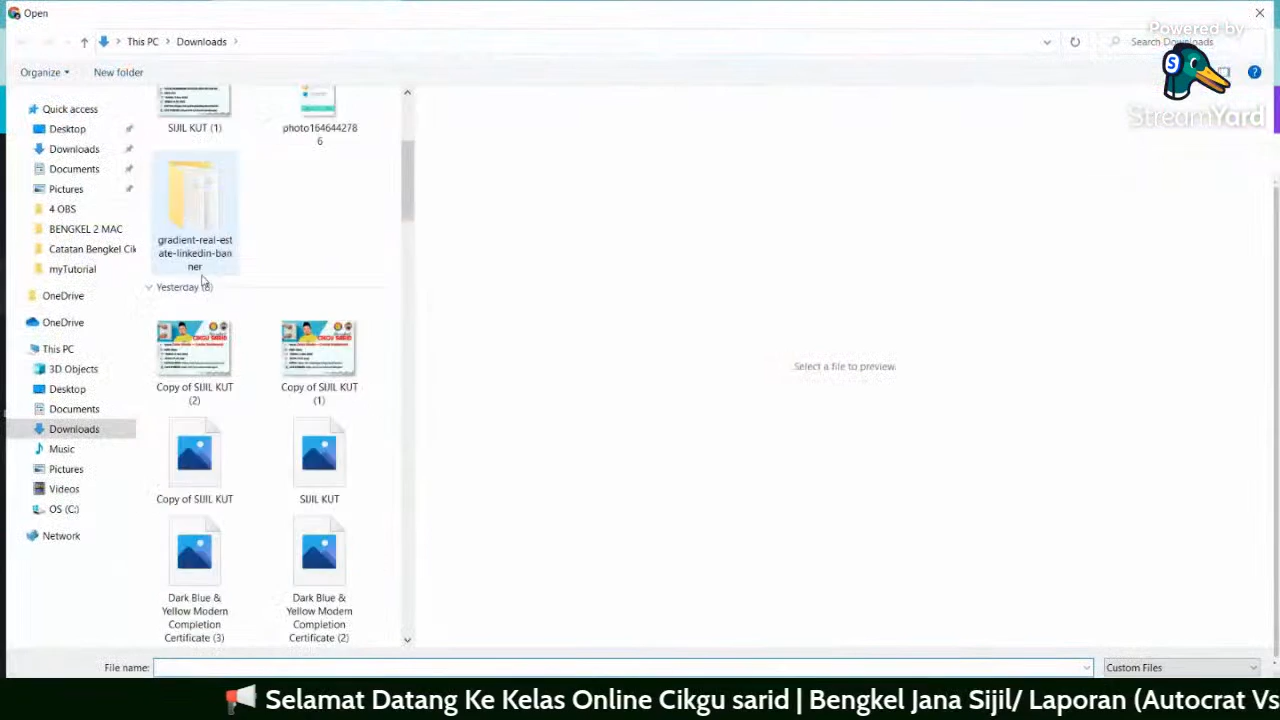 Open
Powered by
StreamYard
This PC
Downloads
Search Downloads
Organize
New folder
Quick access
Desktop
Downloads
Documents
Pictures
4 OBS
BENGKEL 2 MAC
Catatan Bengkel Cik
myTutorial
OneDrive
OneDrive
This PC
3D Objects
Desktop
Documents
Downloads
Music
Pictures
Videos
OS (C:)
Network
SIJIL KUT (1)
photo164644278
6
gradient-real-est
ate-linkedin-ban
ner
Yesterday (8)
Copy of SIJIL KUT
(2)
Copy of SIJIL KUT
(1)
Copy of SIJIL KUT
SIJIL KUT
Dark Blue &
Yellow Modern
Completion
Certificate (3)
Dark Blue &
Yellow Modern
Completion
Certificate (2)
Select a file to preview.
File name:
Custom Files
Selamat Datang Ke Kelas Online Cikgu sarid | Bengkel Jana Sijil/ Laporan (Autocrat Vs